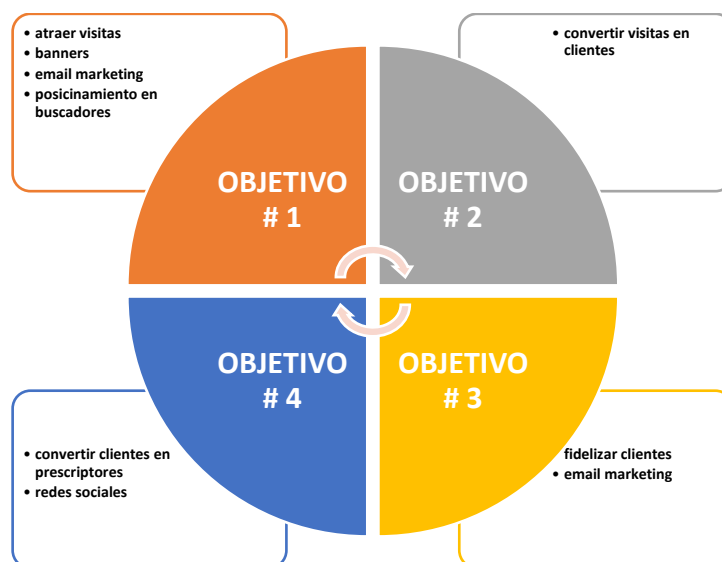 • atraer visitas
• banners
• email marketing
• posicinamiento en
buscadores
• convertir visitas en
clientes
OBJETIVO
# 1
OBJETIVO
# 2
OBJETIVO
# 4
OBJETIVO
# 3
• convertir clientes en
prescriptores
• redes sociales
fidelizar clientes
• email marketing